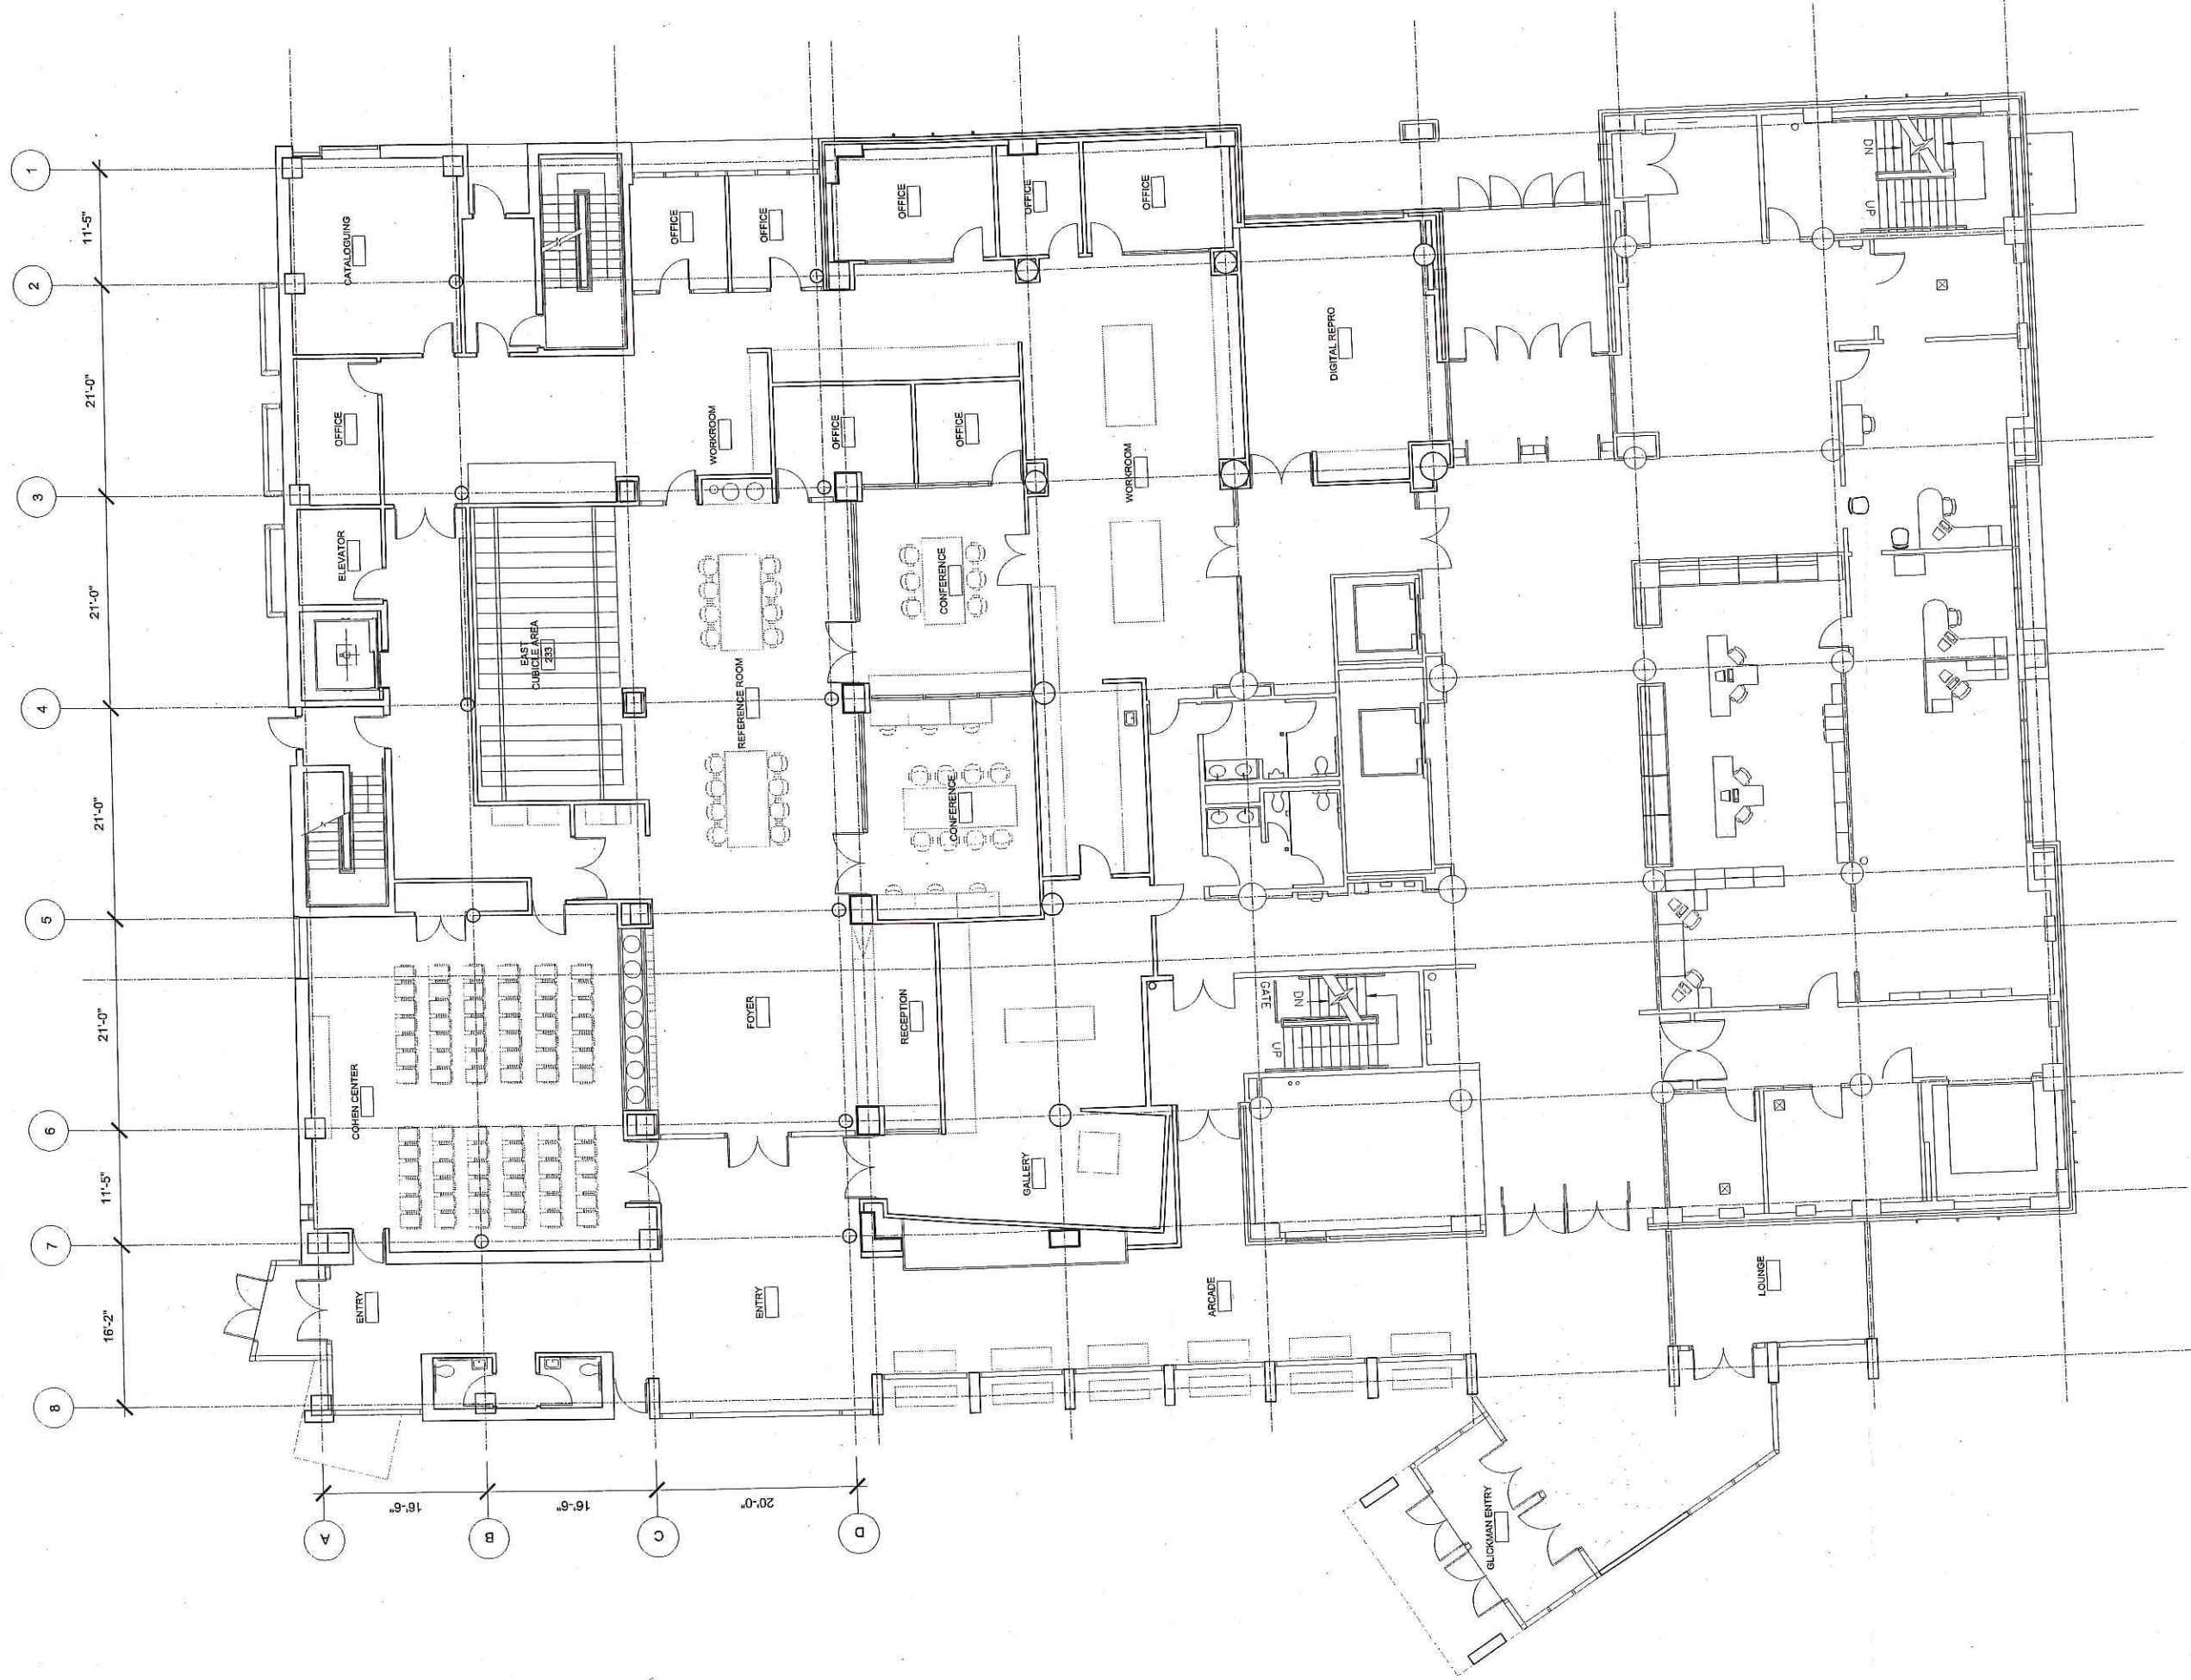 1
11'-5"
2
21'-0"
3
21'-0"
4
21'-0"
5
21'-0"
6
11'-5"
7
16'-2"
8
A
16'-6"
B
16'-6"
C
20'-0"
D
CATALOGUING
OFFICE
OFFICE
OFFICE
OFFICE
OFFICE
DN
UP
OFFICE
WORKROOM
OFFICE
OFFICE
WORKROOM
DIGITAL REPRO
ELEVATOR
EAST
CUBICLE AREA
233
REFERENCE ROOM
CONFERENCE
CONFERENCE
COHEN CENTER
FOYER
RECEPTION
GATE
DN
UP
GALLERY
ENTRY
ENTRY
ARCADE
LOUNGE
GLICKMAN ENTRY